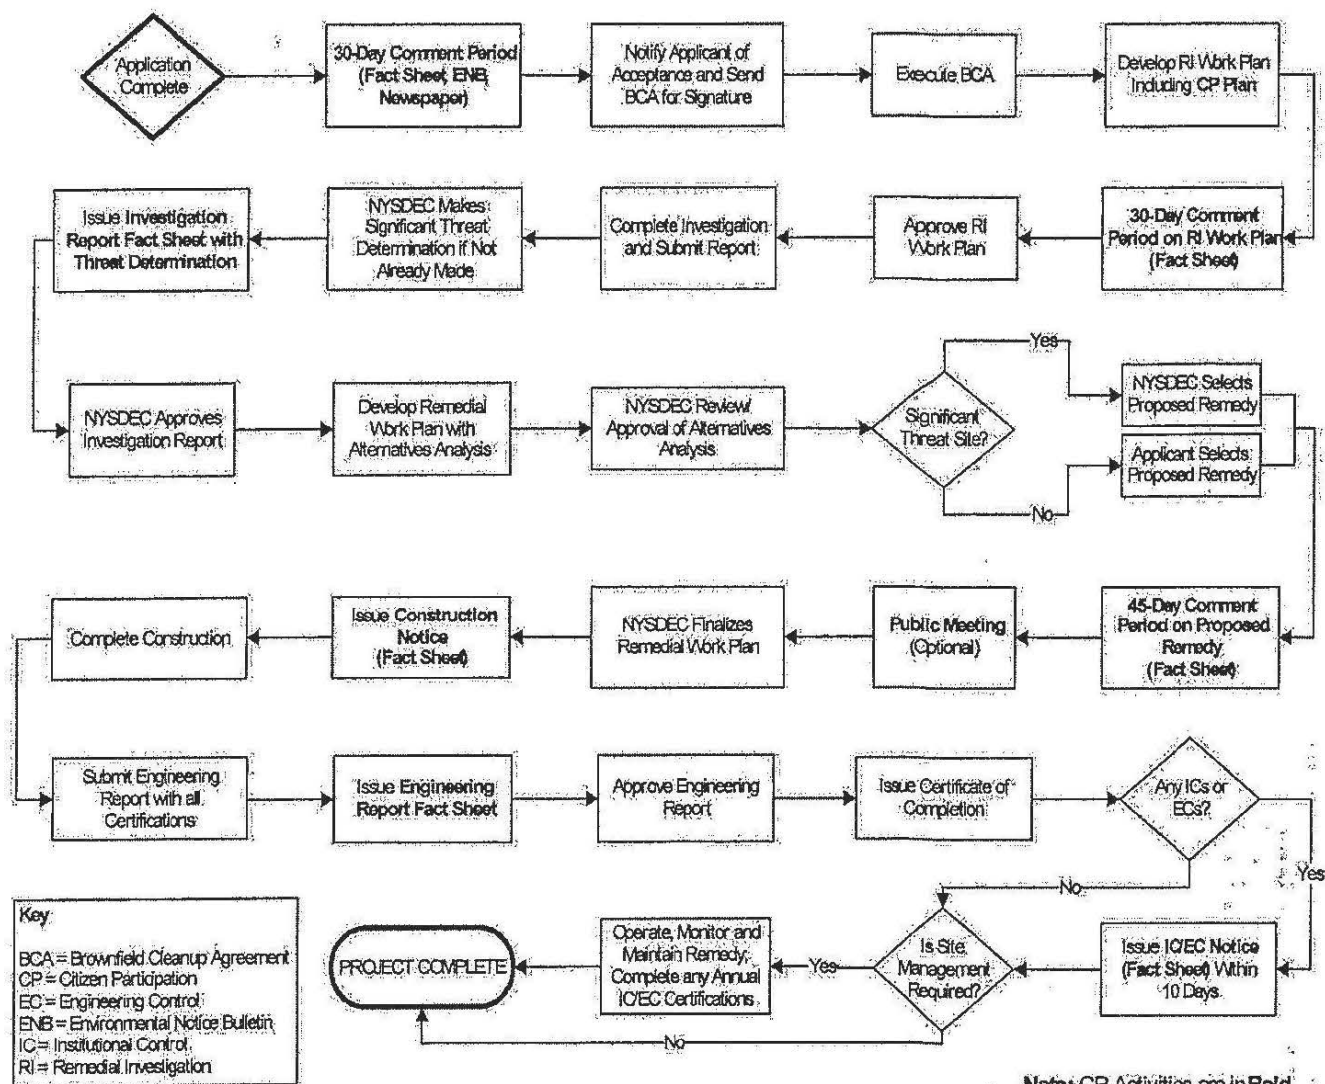 Application
Complete
30-Day Comment Period
(Fact Sheet, ENB,
Newspaper)
Notify Applicant of
Acceptance and Send
BCA for Signature
Execute BCA
Develop RI Work Plan
Including CP Plan
Issue Investigation
Report Fact Sheet with
Threat Determination
NYSDEC Makes
Significant Threat
Determination if Not
Already Made
Complete Investigation
and Submit Report
Approve RI
Work Plan
30-Day Comment
Period on RI Work Plan
(Fact Sheet)
NYSDEC Approves
Investigation Report
Develop Remedial
Work Plan with
Alternatives Analysis
NYSDEC Review/
Approval of Alternatives
Analysis
Significant
Threat Site?
Yes
No
NYSDEC Selects
Proposed Remedy
Applicant Selects
Proposed Remedy
Complete Construction
Issue Construction
Notice
(Fact Sheet)
NYSDEC Finalizes
Remedial Work Plan
Public Meeting
(Optional)
45-Day Comment
Period on Proposed
Remedy
(Fact Sheet)
Submit Engineering
Report with all
Certifications
Issue Engineering
Report Fact Sheet
Approve Engineering
Report
Issue Certificate of
Completion
Any ICs or
ECs?
Yes
No
Key
BCA = Brownfield Cleanup Agreement
CP = Citizen Participation
EC = Engineering Control
ENB = Environmental Notice Bulletin
IC = Institutional Control
RI = Remedial Investigation
PROJECT COMPLETE
Operate, Monitor and
Maintain Remedy;
Complete any Annual
IC/EC Certifications
Yes
Is Site
Management
Required?
Issue IC/EC Notice
(Fact Sheet) Within
10 Days
No
Note: CP Activities are in Bold